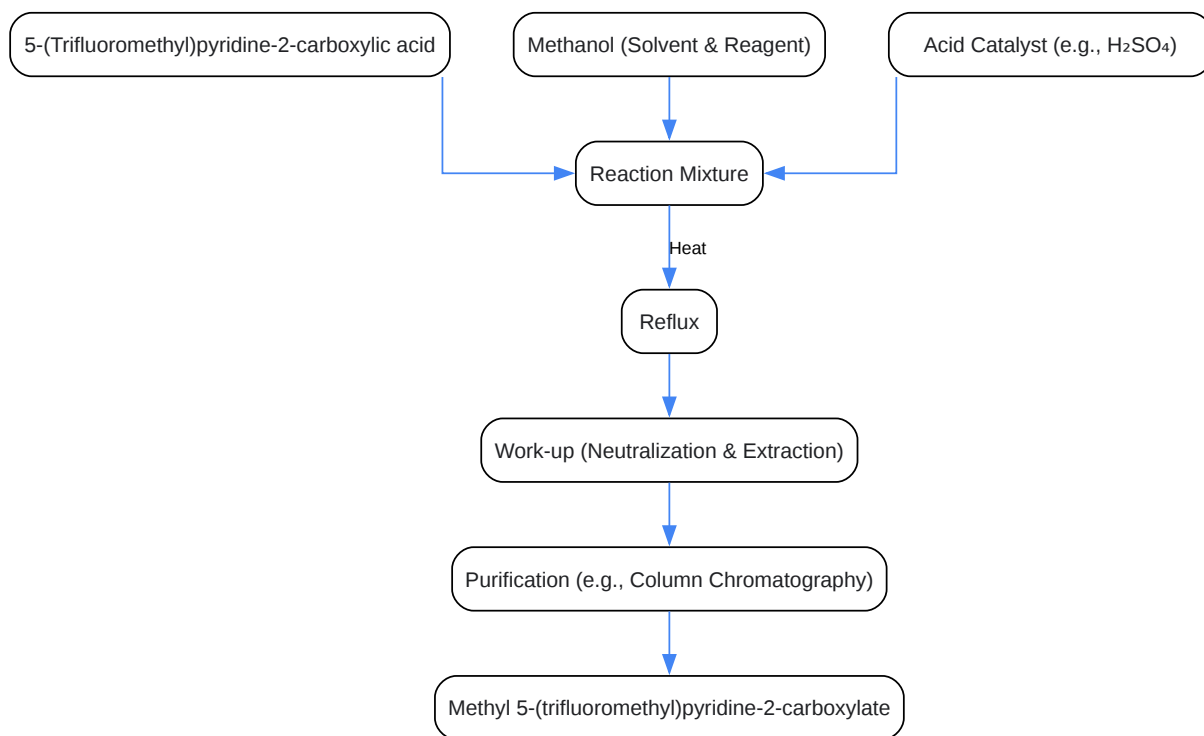 5-(Trifluoromethyl)pyridine-2-carboxylic acid
Methanol (Solvent & Reagent)
Acid Catalyst (e.g., H₂SO₄)
Reaction Mixture
Heat
Reflux
Work-up (Neutralization & Extraction)
Purification (e.g., Column Chromatography)
Methyl 5-(trifluoromethyl)pyridine-2-carboxylate